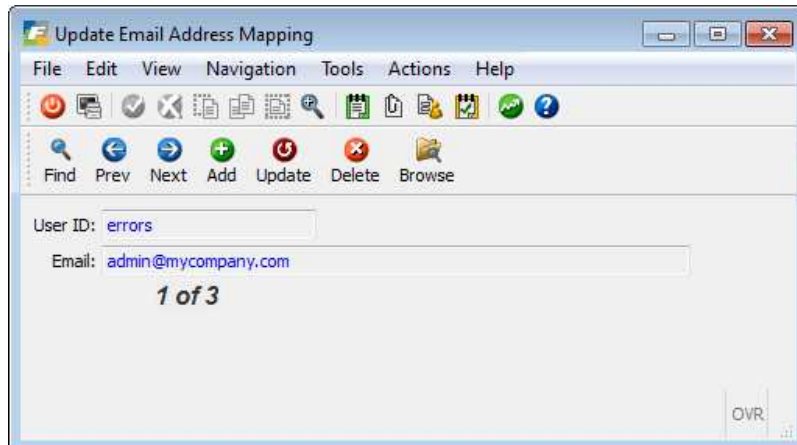 Update Email Address Mapping
File Edit View Navigation Tools Actions Help
Find Prev Next Add Update Delete Browse
User ID: errors
Email: admin@mycompany.com
1 of 3
OVR